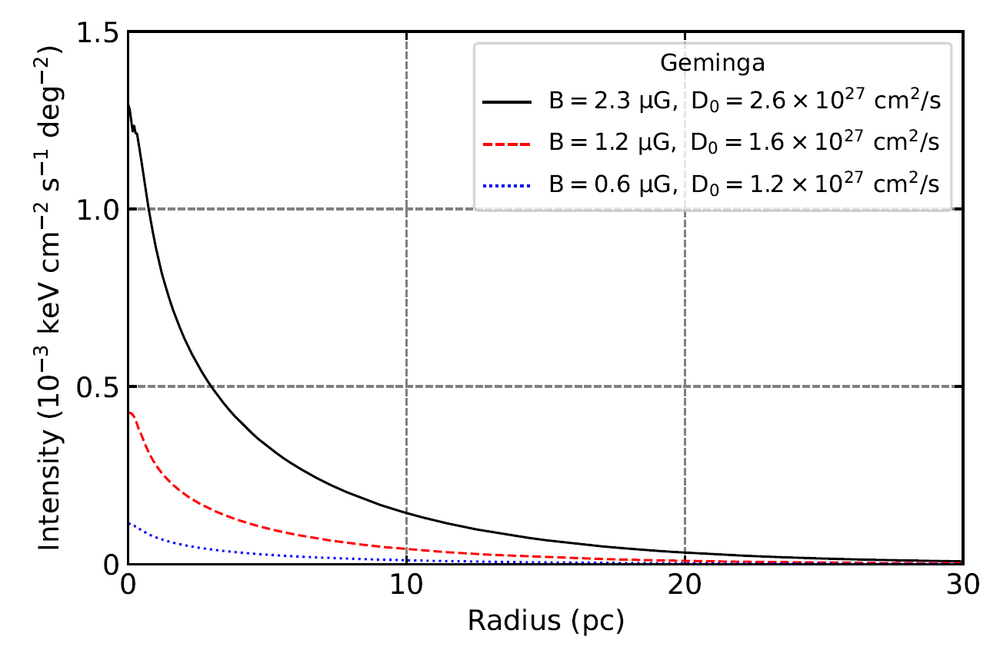 1.5
1.0
0.5
0
0
10
20
30
Intensity (10⁻³ keV cm⁻² s⁻¹ deg⁻²)
Radius (pc)
Geminga
B = 2.3 µG, D₀ = 2.6 × 10²⁷ cm²/s
B = 1.2 µG, D₀ = 1.6 × 10²⁷ cm²/s
B = 0.6 µG, D₀ = 1.2 × 10²⁷ cm²/s